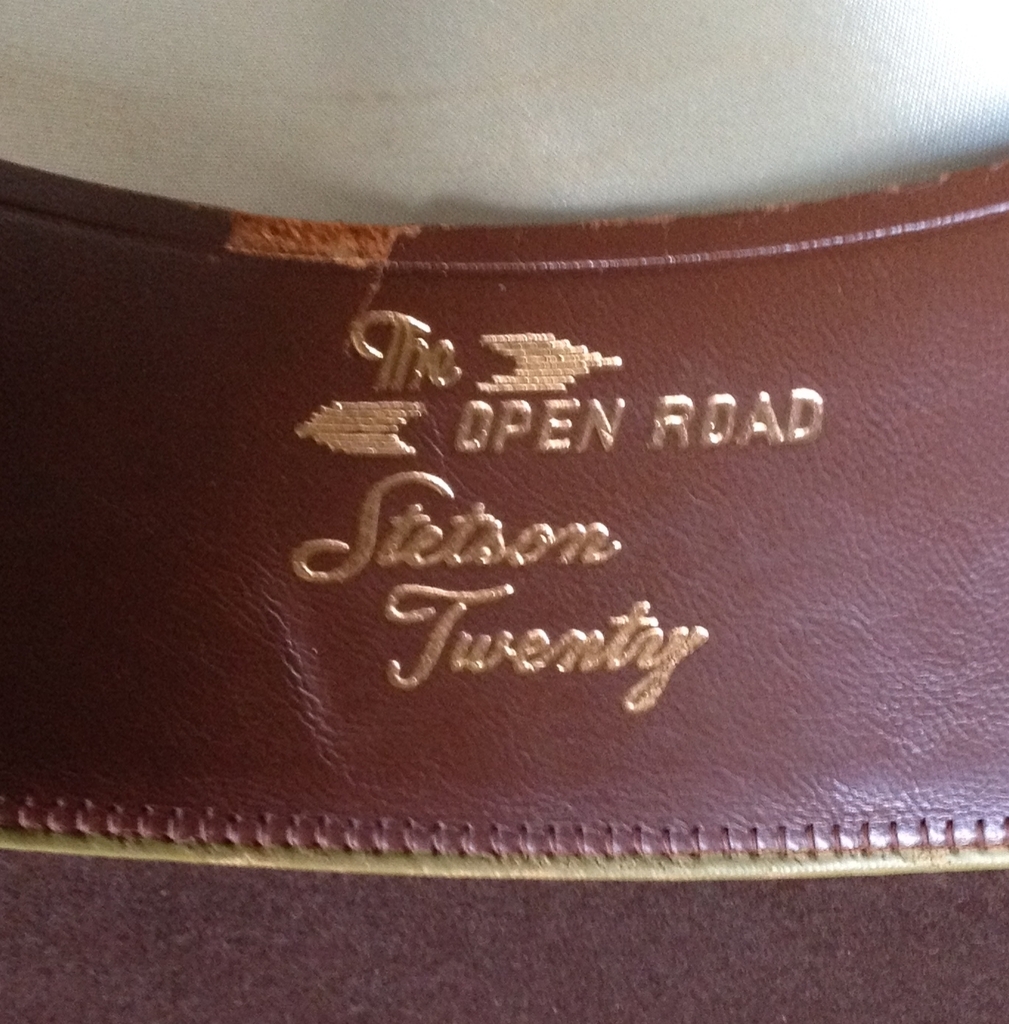 The
OPEN ROAD
Stetson
Twenty